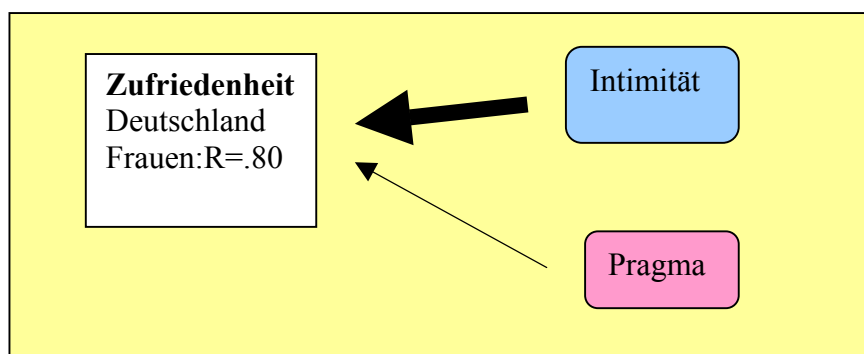 Zufriedenheit
Deutschland
Frauen:R=.80
Intimität
Pragma